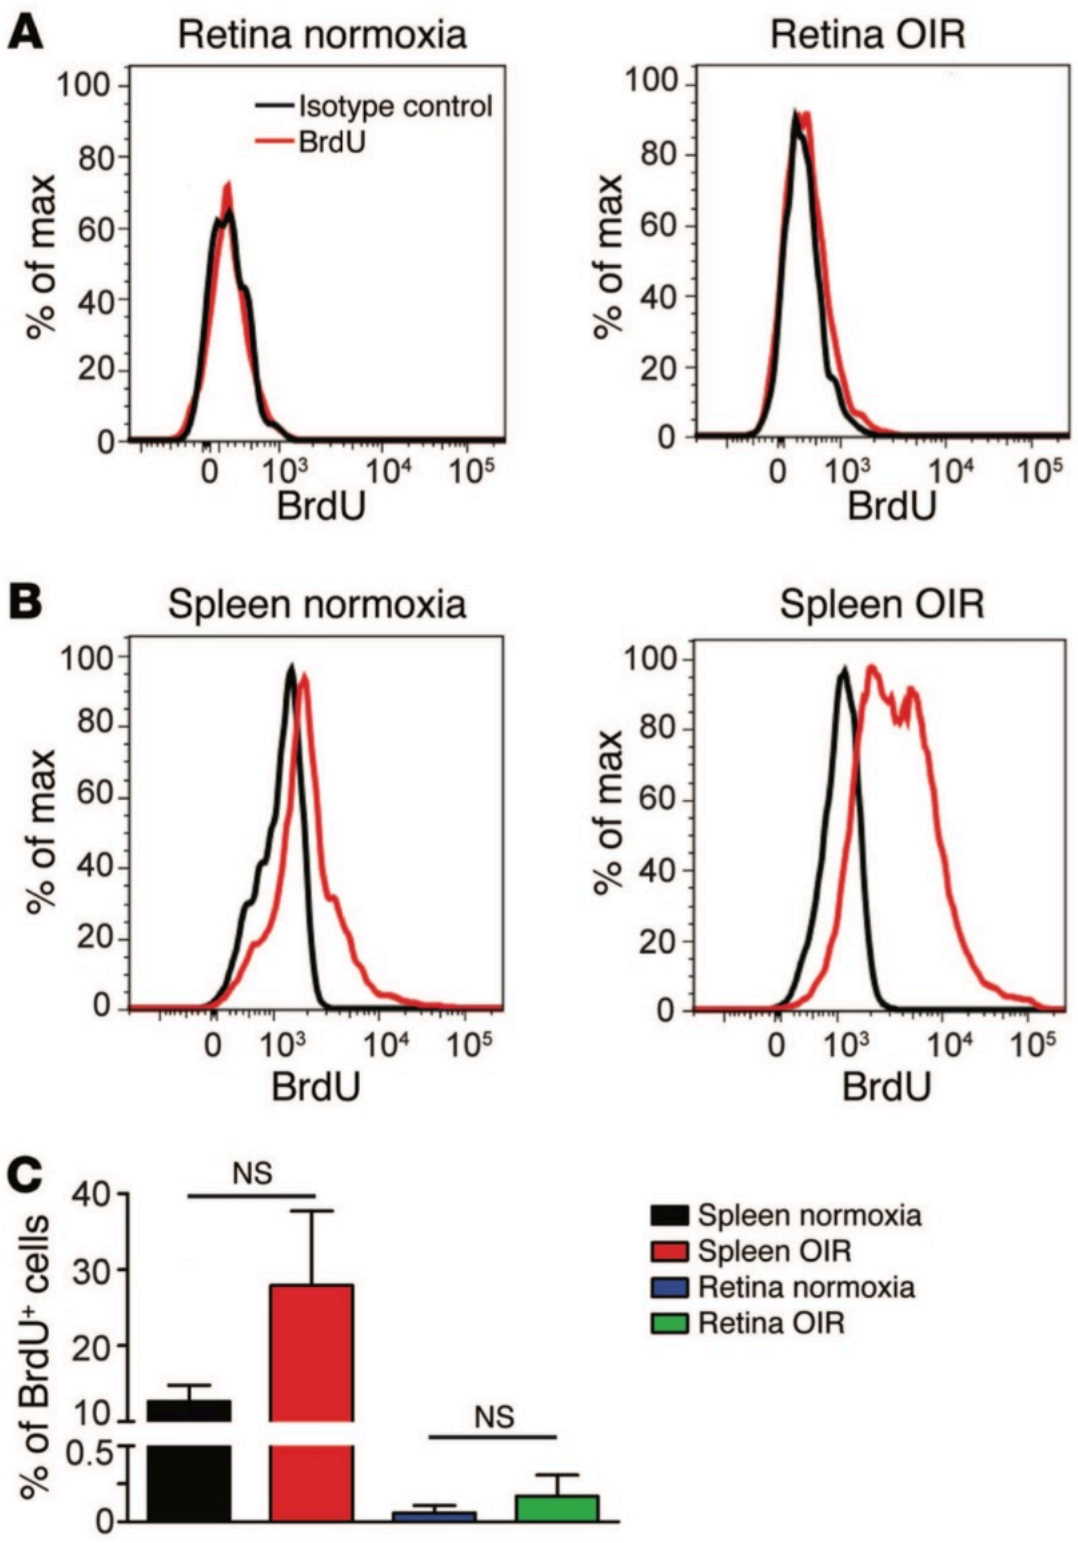 A
Retina normoxia
Retina OIR
Isotype control
BrdU
% of max
100
80
60
40
20
0
0 10³ 10⁴ 10⁵
BrdU
% of max
100
80
60
40
20
0
0 10³ 10⁴ 10⁵
BrdU
B
Spleen normoxia
Spleen OIR
% of max
100
80
60
40
20
0
0 10³ 10⁴ 10⁵
BrdU
% of max
100
80
60
40
20
0
0 10³ 10⁴ 10⁵
BrdU
C
% of BrdU⁺ cells
40
30
20
10
0.5
0
NS
NS
Spleen normoxia
Spleen OIR
Retina normoxia
Retina OIR